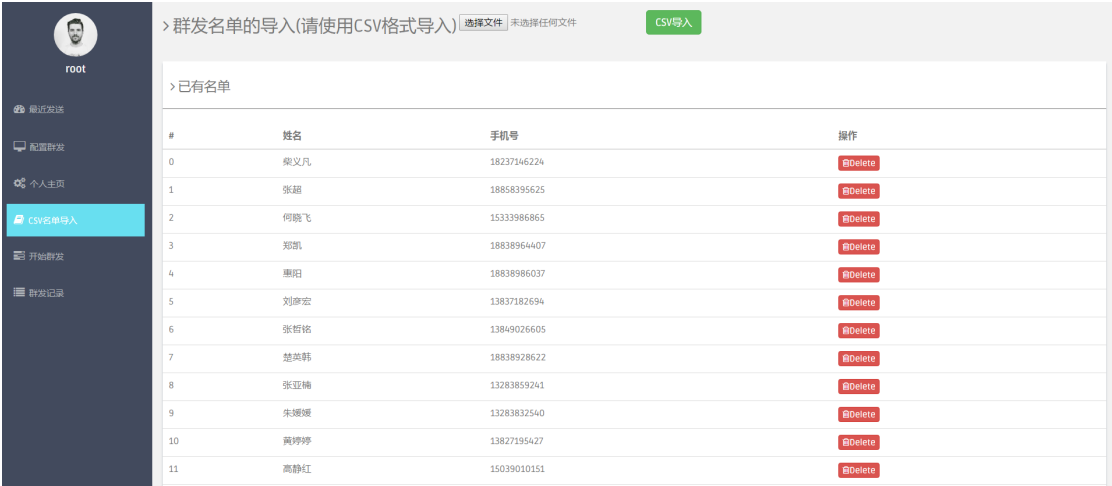 >群发名单的导入(请使用CSV格式导入) 选择文件 未选择任何文件 CSV导入
root
最近发送
配置群发
个人主页
CSV名单导入
开始群发
群发记录
>已有名单
# 姓名 手机号 操作
0 柴义凡 18237146224 Delete
1 张超 18858395625 Delete
2 何晓飞 15333986865 Delete
3 郑凯 18838964407 Delete
4 惠阳 18838986037 Delete
5 刘彦宏 13837182694 Delete
6 张哲铭 13849026605 Delete
7 楚英韩 18838928622 Delete
8 张亚楠 13283859241 Delete
9 朱媛媛 13283832540 Delete
10 黄婷婷 13827195427 Delete
11 高静红 15039010151 Delete